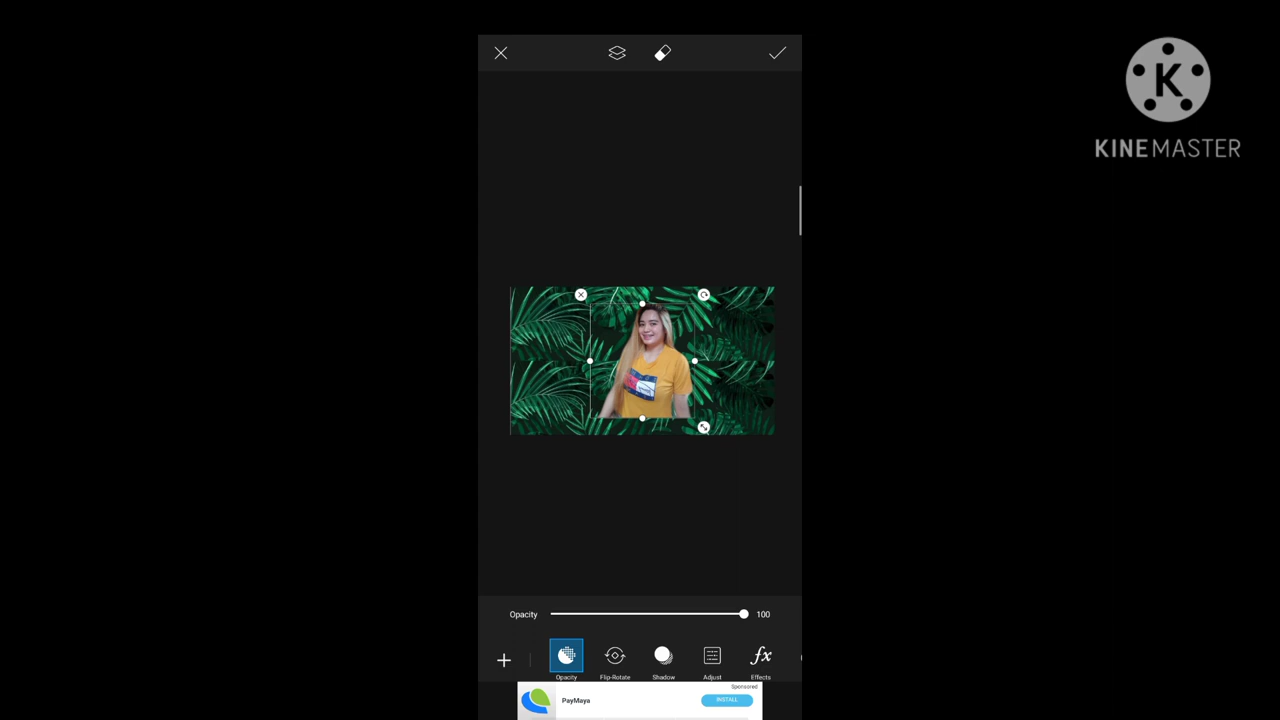 K
KINEMASTER
Opacity 100
Opacity Flip-Rotate Shadow Adjust Effects
Sponsored
PayMaya INSTALL